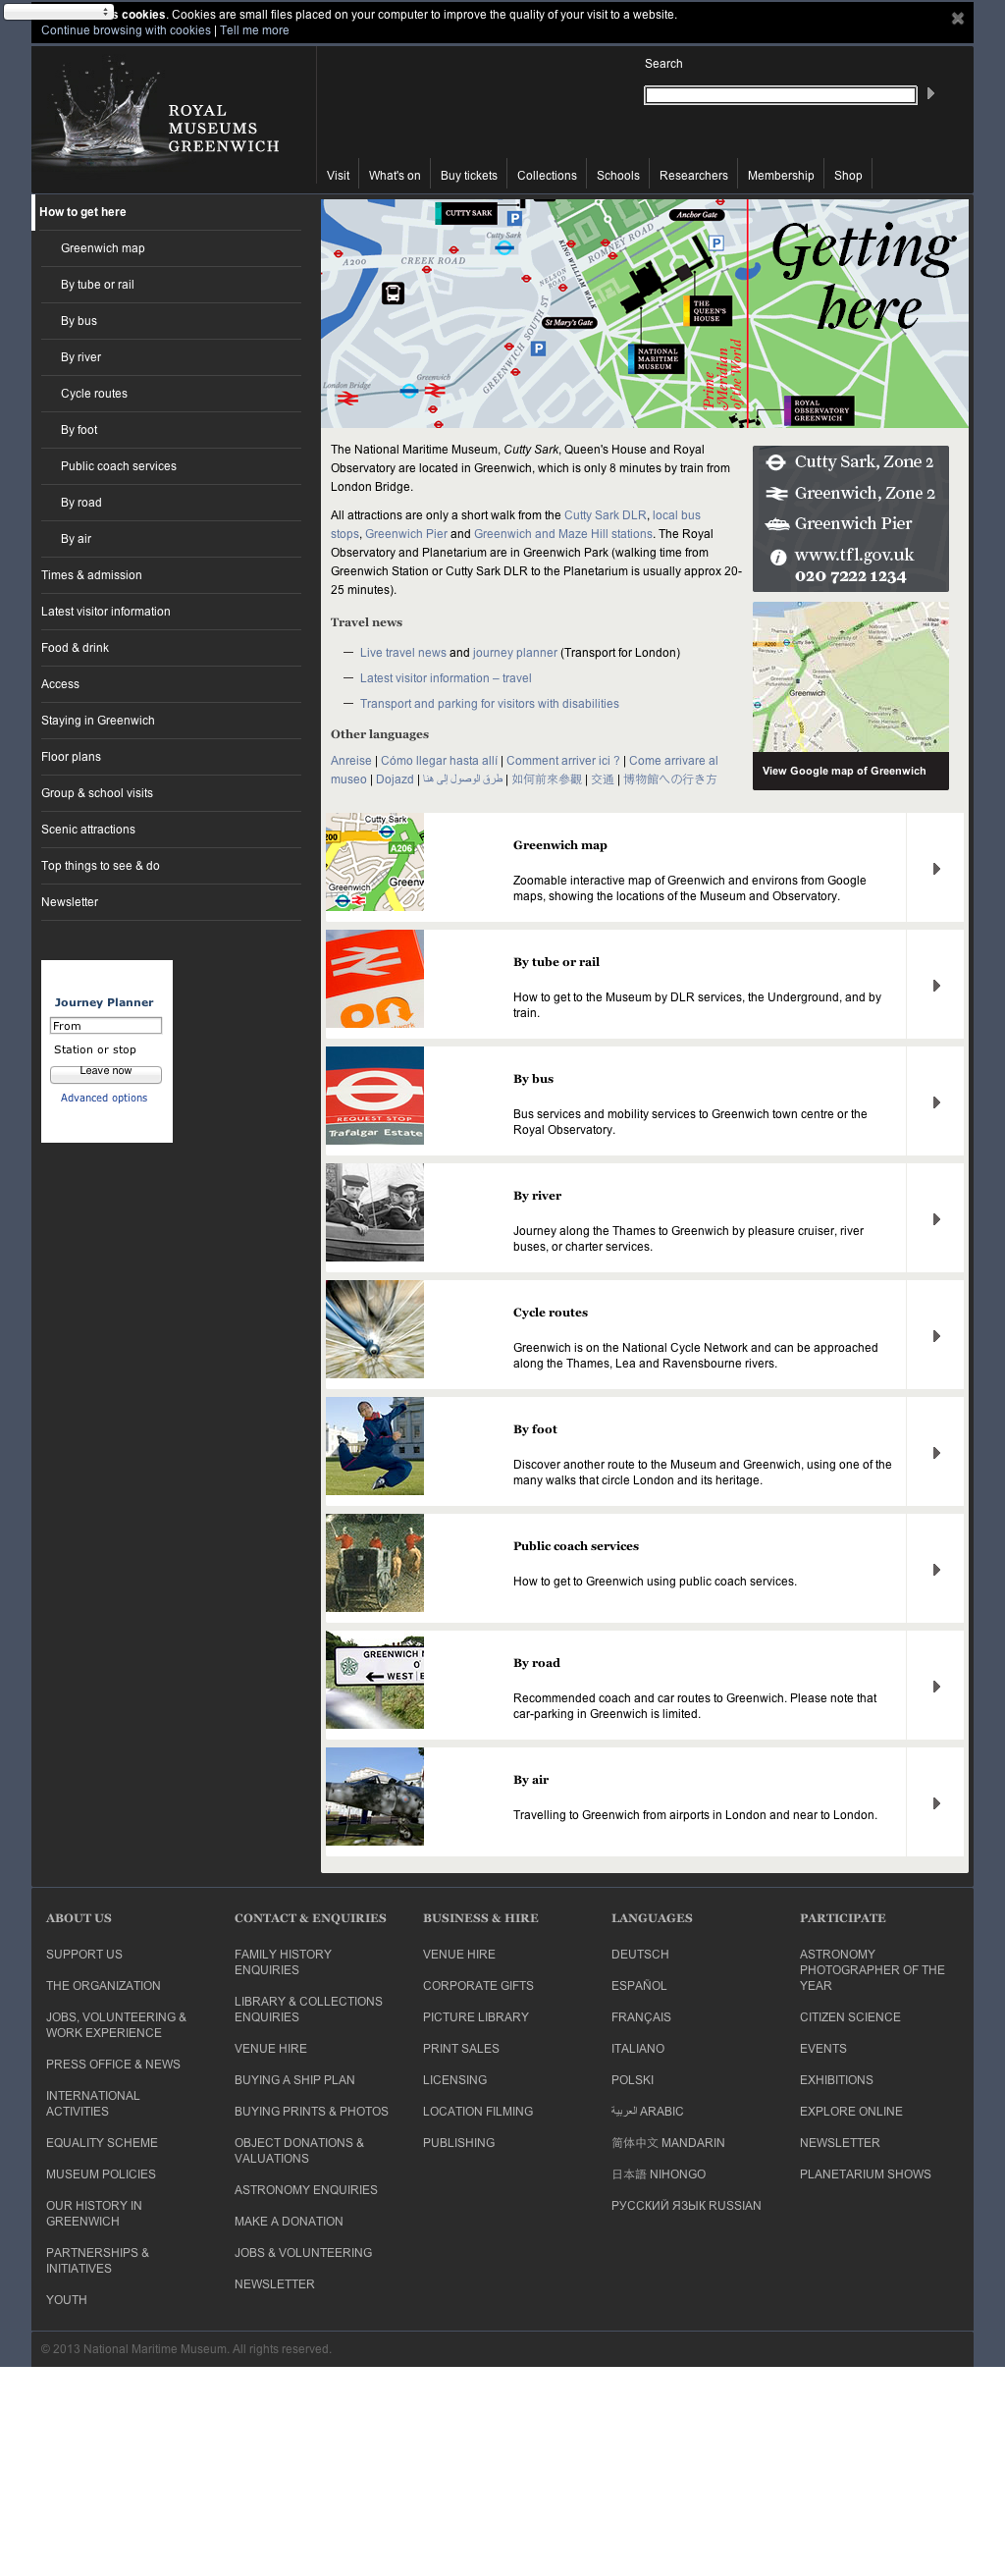 s cookies. Cookies are small files placed on your computer to improve the quality of your visit to a website.
Continue browsing with cookies | Tell me more
ROYAL
MUSEUMS
GREENWICH
Search
Visit
What's on
Buy tickets
Collections
Schools
Researchers
Membership
Shop
How to get here
Greenwich map
By tube or rail
By bus
By river
Cycle routes
By foot
Public coach services
By road
By air
Times & admission
Latest visitor information
Food & drink
Access
Staying in Greenwich
Floor plans
Group & school visits
Scenic attractions
Top things to see & do
Newsletter
Journey Planner
From
Station or stop
Leave now
Advanced options
Getting
here
CUTTY SARK
P
Cutty Sark
A200
CREEK ROAD
Anchor Gate
ROMNEY ROAD
P
KING WILLIAM WALK
NELSON ROAD
St Mary's Gate
GREENWICH SOUTH ST
P
THE
QUEEN'S
HOUSE
NATIONAL
MARITIME
MUSEUM
Prime
Meridian
of the World
London Bridge
Greenwich
ROYAL
OBSERVATORY
GREENWICH
The National Maritime Museum, Cutty Sark, Queen's House and Royal
Observatory are located in Greenwich, which is only 8 minutes by train from
London Bridge.
All attractions are only a short walk from the Cutty Sark DLR, local bus
stops, Greenwich Pier and Greenwich and Maze Hill stations. The Royal
Observatory and Planetarium are in Greenwich Park (walking time from
Greenwich Station or Cutty Sark DLR to the Planetarium is usually approx 20-
25 minutes).
Travel news
— Live travel news and journey planner (Transport for London)
— Latest visitor information – travel
— Transport and parking for visitors with disabilities
Other languages
Anreise | Cómo llegar hasta allí | Comment arriver ici ? | Come arrivare al
museo | Dojazd | طرق الوصول إلى هنا | 如何前來參觀 | 交通 | 博物館への行き方
Cutty Sark, Zone 2
Greenwich, Zone 2
Greenwich Pier
www.tfl.gov.uk
020 7222 1234
Cutty Sark
Greenwich
View Google map of Greenwich
Cutty Sark
200
A206
Greenwich
Greenw
Greenwich map
Zoomable interactive map of Greenwich and environs from Google
maps, showing the locations of the Museum and Observatory.
By tube or rail
How to get to the Museum by DLR services, the Underground, and by
train.
REQUEST STOP
Trafalgar Estate
By bus
Bus services and mobility services to Greenwich town centre or the
Royal Observatory.
By river
Journey along the Thames to Greenwich by pleasure cruiser, river
buses, or charter services.
Cycle routes
Greenwich is on the National Cycle Network and can be approached
along the Thames, Lea and Ravensbourne rivers.
By foot
Discover another route to the Museum and Greenwich, using one of the
many walks that circle London and its heritage.
Public coach services
How to get to Greenwich using public coach services.
GREENWICH M
O
WEST E
By road
Recommended coach and car routes to Greenwich. Please note that
car-parking in Greenwich is limited.
By air
Travelling to Greenwich from airports in London and near to London.
ABOUT US
SUPPORT US
THE ORGANIZATION
JOBS, VOLUNTEERING &
WORK EXPERIENCE
PRESS OFFICE & NEWS
INTERNATIONAL
ACTIVITIES
EQUALITY SCHEME
MUSEUM POLICIES
OUR HISTORY IN
GREENWICH
PARTNERSHIPS &
INITIATIVES
YOUTH
CONTACT & ENQUIRIES
FAMILY HISTORY
ENQUIRIES
LIBRARY & COLLECTIONS
ENQUIRIES
VENUE HIRE
BUYING A SHIP PLAN
BUYING PRINTS & PHOTOS
OBJECT DONATIONS &
VALUATIONS
ASTRONOMY ENQUIRIES
MAKE A DONATION
JOBS & VOLUNTEERING
NEWSLETTER
BUSINESS & HIRE
VENUE HIRE
CORPORATE GIFTS
PICTURE LIBRARY
PRINT SALES
LICENSING
LOCATION FILMING
PUBLISHING
LANGUAGES
DEUTSCH
ESPAÑOL
FRANÇAIS
ITALIANO
POLSKI
العربية ARABIC
简体中文 MANDARIN
日本語 NIHONGO
РУССКИЙ ЯЗЫК RUSSIAN
PARTICIPATE
ASTRONOMY
PHOTOGRAPHER OF THE
YEAR
CITIZEN SCIENCE
EVENTS
EXHIBITIONS
EXPLORE ONLINE
NEWSLETTER
PLANETARIUM SHOWS
© 2013 National Maritime Museum. All rights reserved.